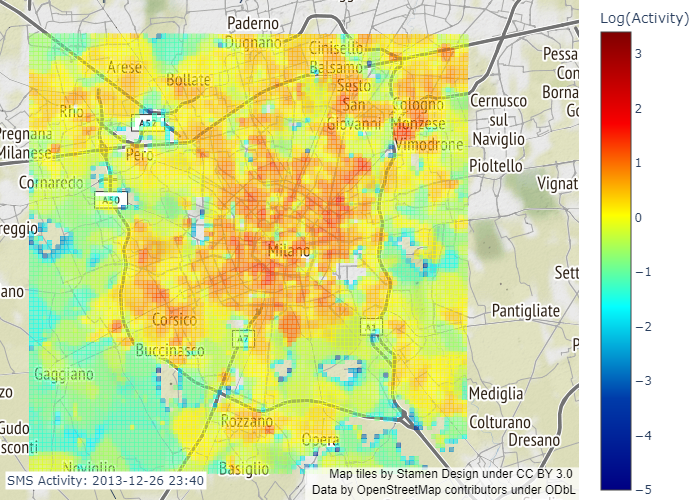 Paderno
Dugnano
Log(Activity)
Cinisello
Balsamo
Arese
Bollate
Sesto
San
Giovanni
Rho
Cologno
Monzese
Cernusco
sul
Naviglio
Pessa
Con
Borna
Go
A52
Pregnana
Milanese
Pero
Vimodrone
Pioltello
Cornaredo
A50
Vignat
reggio
Milano
Sett
ano
Corsico
Pantigliate
A7
A1
Buccinasco
P
Gaggiano
zo
Mediglia
Rozzano
Colturano
Gudo
sconti
Opera
Dresano
Noviglio
Basiglio
SMS Activity: 2013-12-26 23:40
Map tiles by Stamen Design under CC BY 3.0
Data by OpenStreetMap contributors under ODbL
3
2
1
0
−1
−2
−3
−4
−5